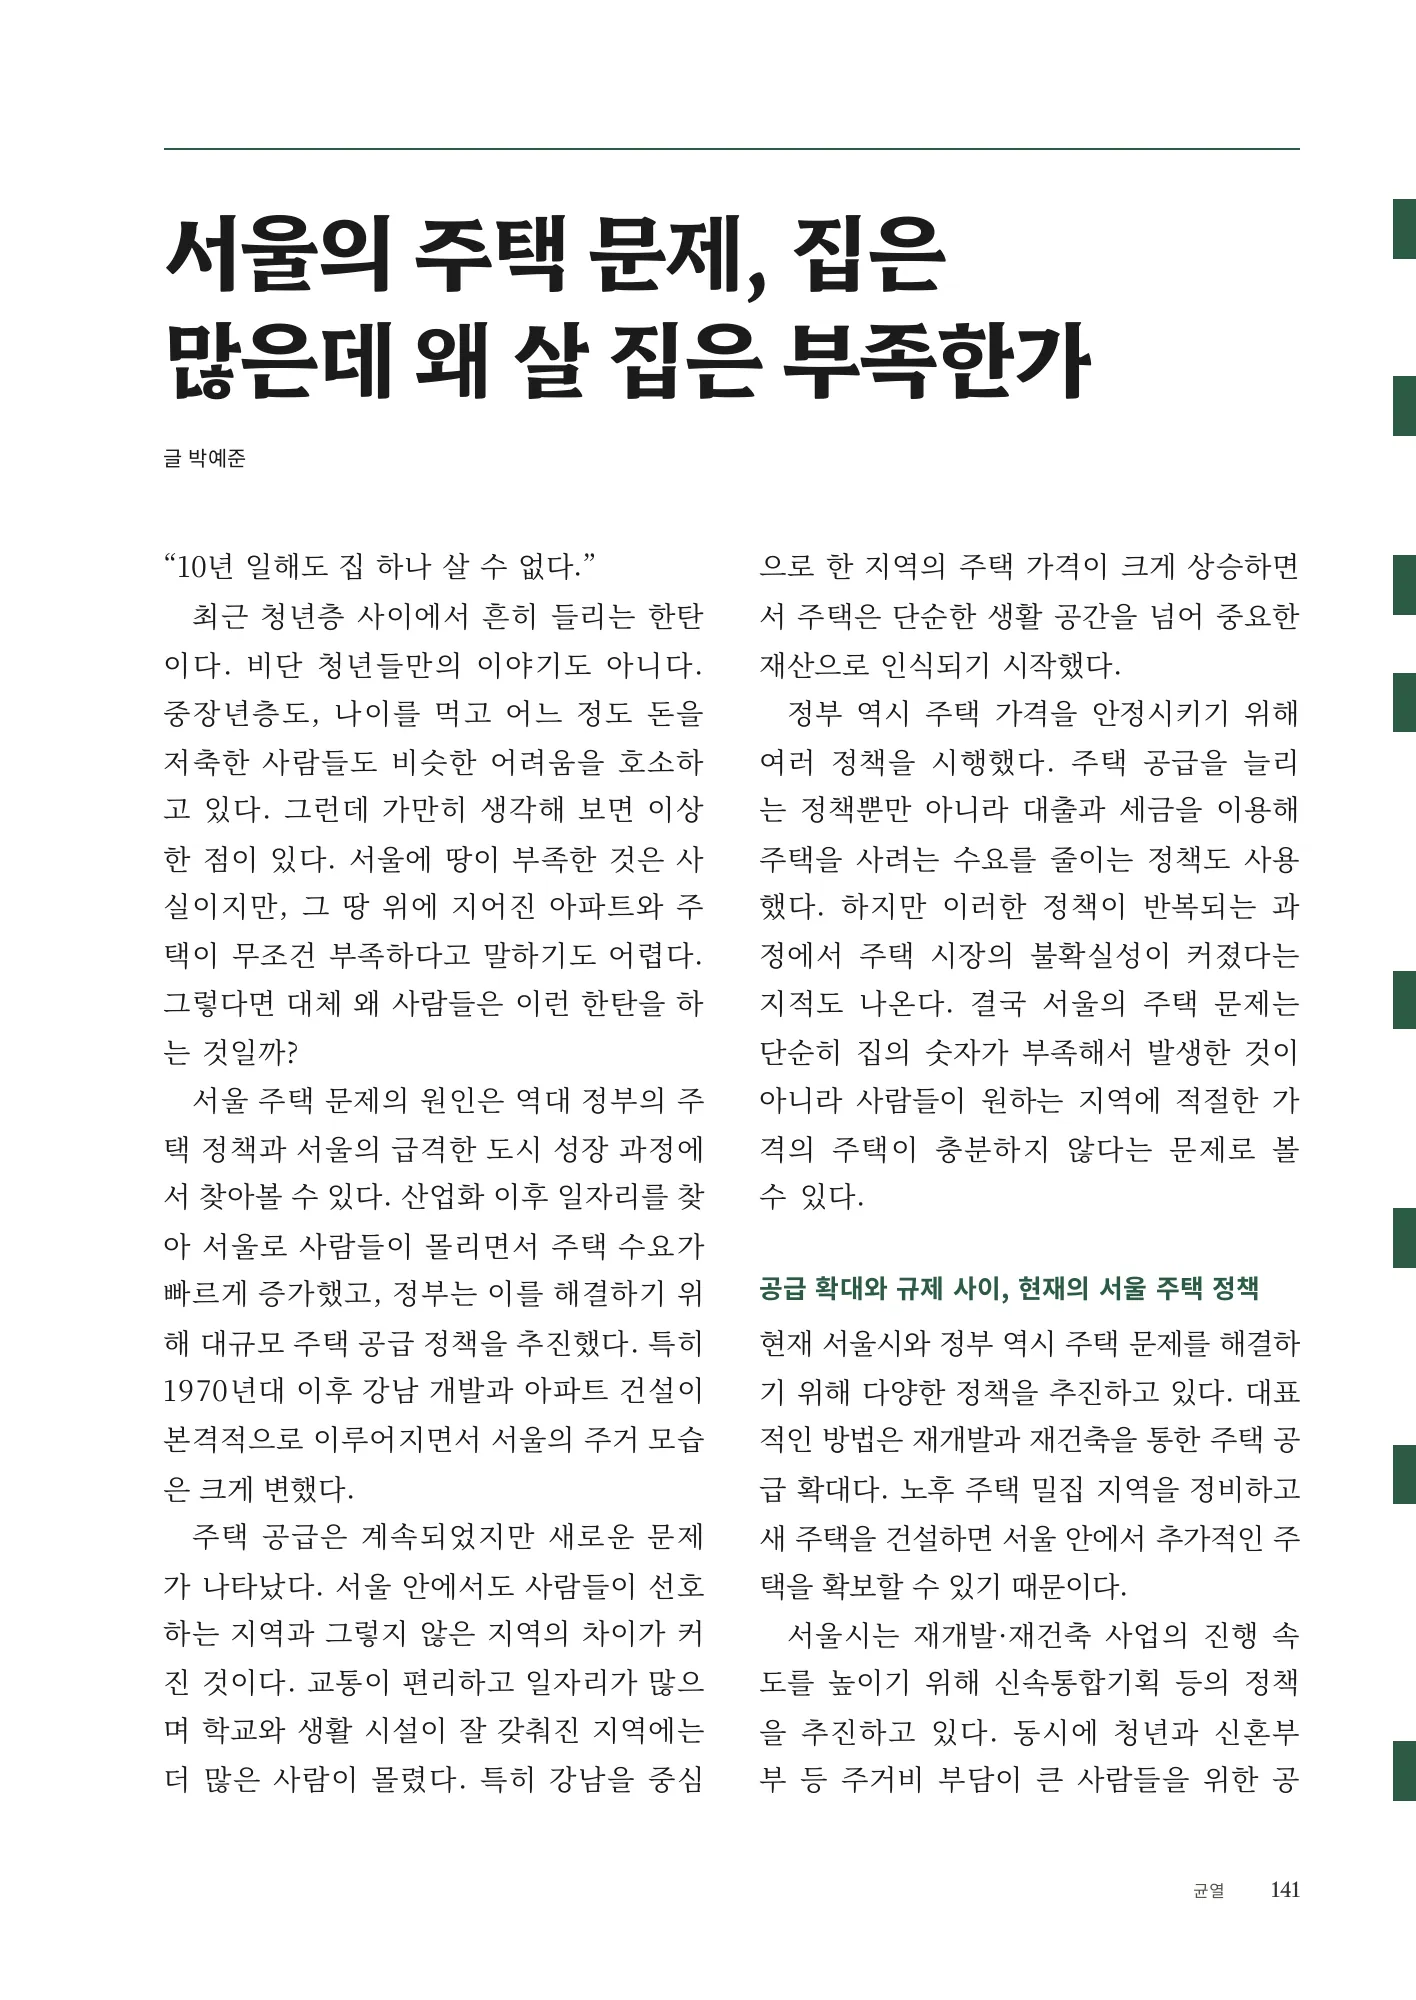 서울의 주택 문제, 집은
많은데 왜 살 집은 부족한가
글 박예준
“10년 일해도 집 하나 살 수 없다.”
최근 청년층 사이에서 흔히 들리는 한탄
이다. 비단 청년들만의 이야기도 아니다.
중장년층도, 나이를 먹고 어느 정도 돈을
저축한 사람들도 비슷한 어려움을 호소하
고 있다. 그런데 가만히 생각해 보면 이상
한 점이 있다. 서울에 땅이 부족한 것은 사
실이지만, 그 땅 위에 지어진 아파트와 주
택이 무조건 부족하다고 말하기도 어렵다.
그렇다면 대체 왜 사람들은 이런 한탄을 하
는 것일까?
서울 주택 문제의 원인은 역대 정부의 주
택 정책과 서울의 급격한 도시 성장 과정에
서 찾아볼 수 있다. 산업화 이후 일자리를 찾
아 서울로 사람들이 몰리면서 주택 수요가
빠르게 증가했고, 정부는 이를 해결하기 위
해 대규모 주택 공급 정책을 추진했다. 특히
1970년대 이후 강남 개발과 아파트 건설이
본격적으로 이루어지면서 서울의 주거 모습
은 크게 변했다.
주택 공급은 계속되었지만 새로운 문제
가 나타났다. 서울 안에서도 사람들이 선호
하는 지역과 그렇지 않은 지역의 차이가 커
진 것이다. 교통이 편리하고 일자리가 많으
며 학교와 생활 시설이 잘 갖춰진 지역에는
더 많은 사람이 몰렸다. 특히 강남을 중심
으로 한 지역의 주택 가격이 크게 상승하면
서 주택은 단순한 생활 공간을 넘어 중요한
재산으로 인식되기 시작했다.
정부 역시 주택 가격을 안정시키기 위해
여러 정책을 시행했다. 주택 공급을 늘리
는 정책뿐만 아니라 대출과 세금을 이용해
주택을 사려는 수요를 줄이는 정책도 사용
했다. 하지만 이러한 정책이 반복되는 과
정에서 주택 시장의 불확실성이 커졌다는
지적도 나온다. 결국 서울의 주택 문제는
단순히 집의 숫자가 부족해서 발생한 것이
아니라 사람들이 원하는 지역에 적절한 가
격의 주택이 충분하지 않다는 문제로 볼
수 있다.
공급 확대와 규제 사이, 현재의 서울 주택 정책
현재 서울시와 정부 역시 주택 문제를 해결하
기 위해 다양한 정책을 추진하고 있다. 대표
적인 방법은 재개발과 재건축을 통한 주택 공
급 확대다. 노후 주택 밀집 지역을 정비하고
새 주택을 건설하면 서울 안에서 추가적인 주
택을 확보할 수 있기 때문이다.
서울시는 재개발·재건축 사업의 진행 속
도를 높이기 위해 신속통합기획 등의 정책
을 추진하고 있다. 동시에 청년과 신혼부
부 등 주거비 부담이 큰 사람들을 위한 공
균열 141